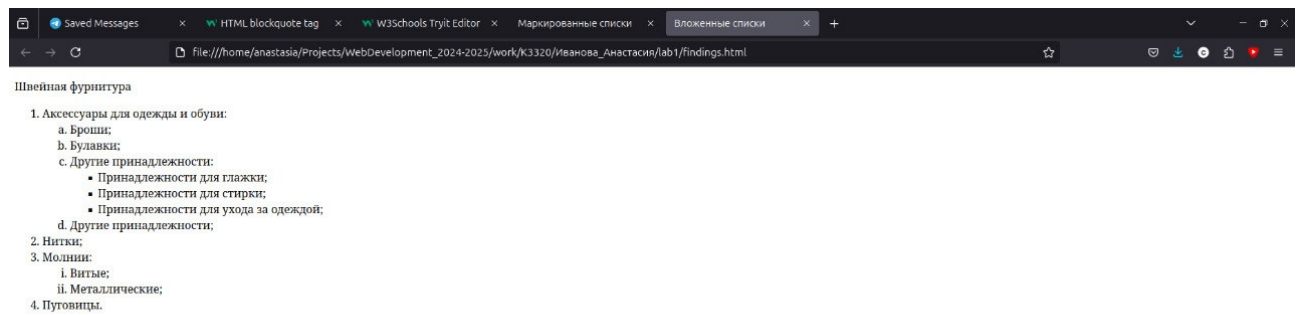 Saved Messages HTML blockquote tag W3Schools Tryit Editor Маркированные списки Вложенные списки
file:///home/anastasia/Projects/WebDevelopment_2024-2025/work/K3320/Иванова_Анастасия/lab1/findings.html
Швейная фурнитура
1. Аксессуары для одежды и обуви:
a. Броши;
b. Булавки;
c. Другие принадлежности:
▪ Принадлежности для глажки;
▪ Принадлежности для стирки;
▪ Принадлежности для ухода за одеждой;
d. Другие принадлежности;
2. Нитки;
3. Молнии:
i. Витые;
ii. Металлические;
4. Пуговицы.